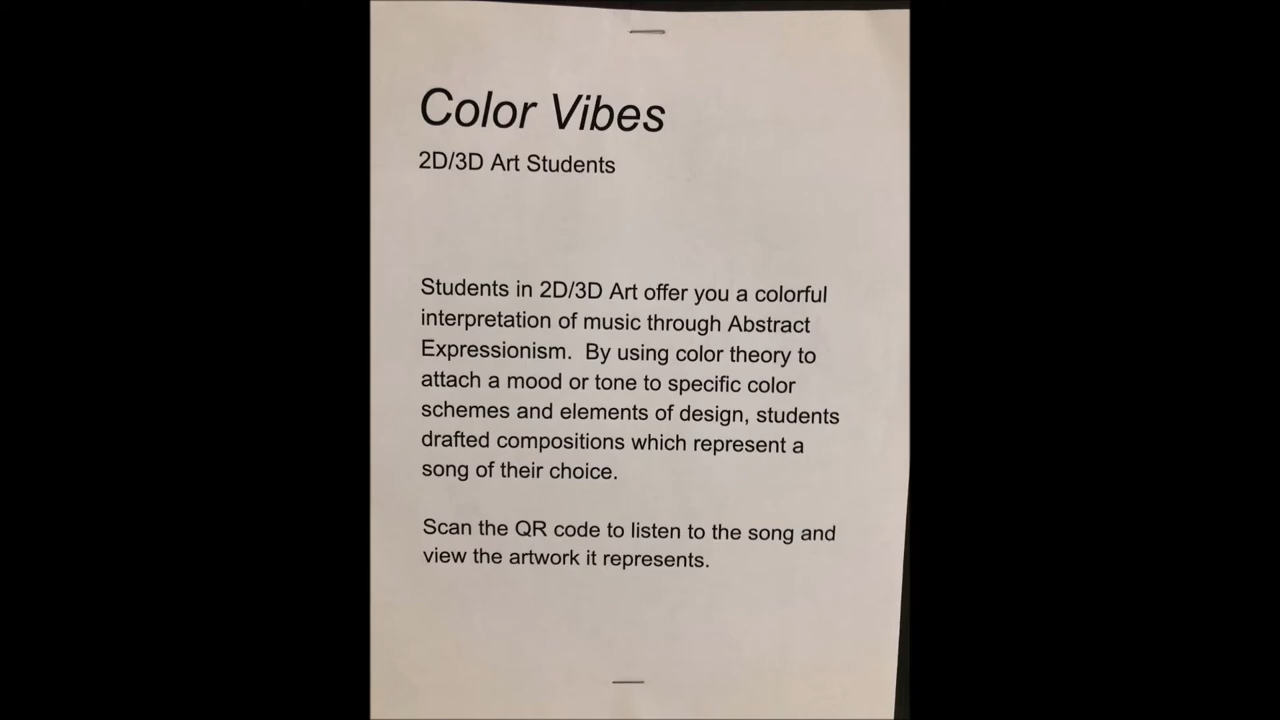 Color Vibes
2D/3D Art Students
Students in 2D/3D Art offer you a colorful
interpretation of music through Abstract
Expressionism.  By using color theory to
attach a mood or tone to specific color
schemes and elements of design, students
drafted compositions which represent a
song of their choice.
Scan the QR code to listen to the song and
view the artwork it represents.